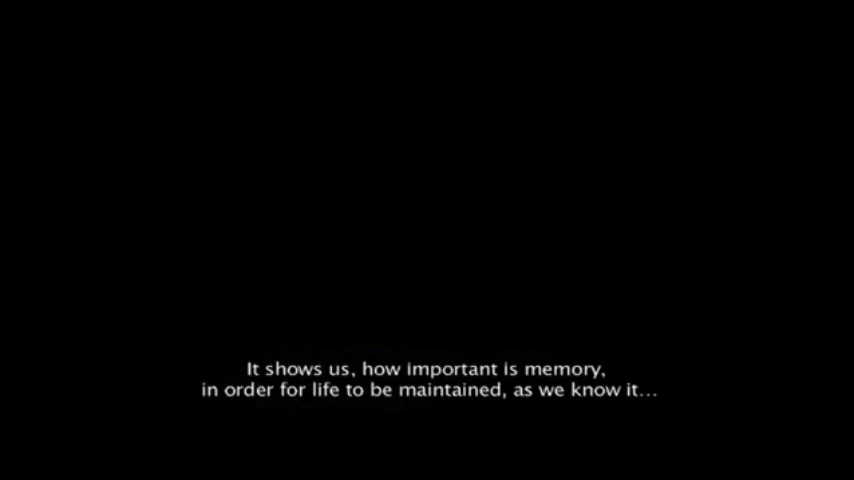 It shows us, how important is memory,
in order for life to be maintained, as we know it...